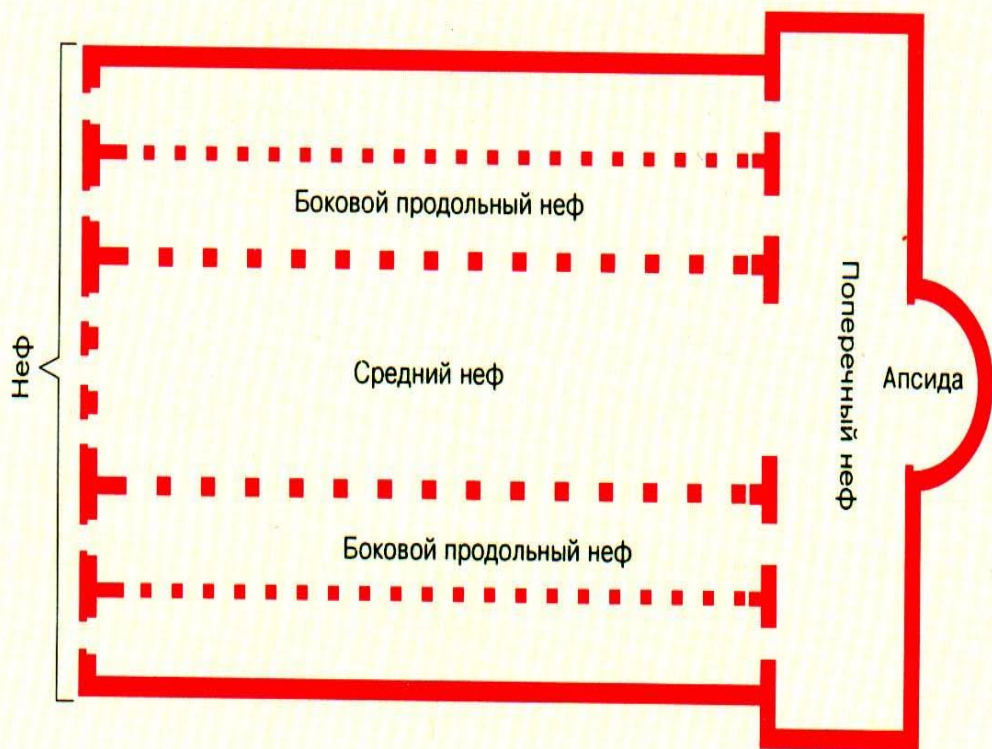 Боковой продольный неф
Неф
Средний неф
Поперечный неф
Апсида
Боковой продольный неф